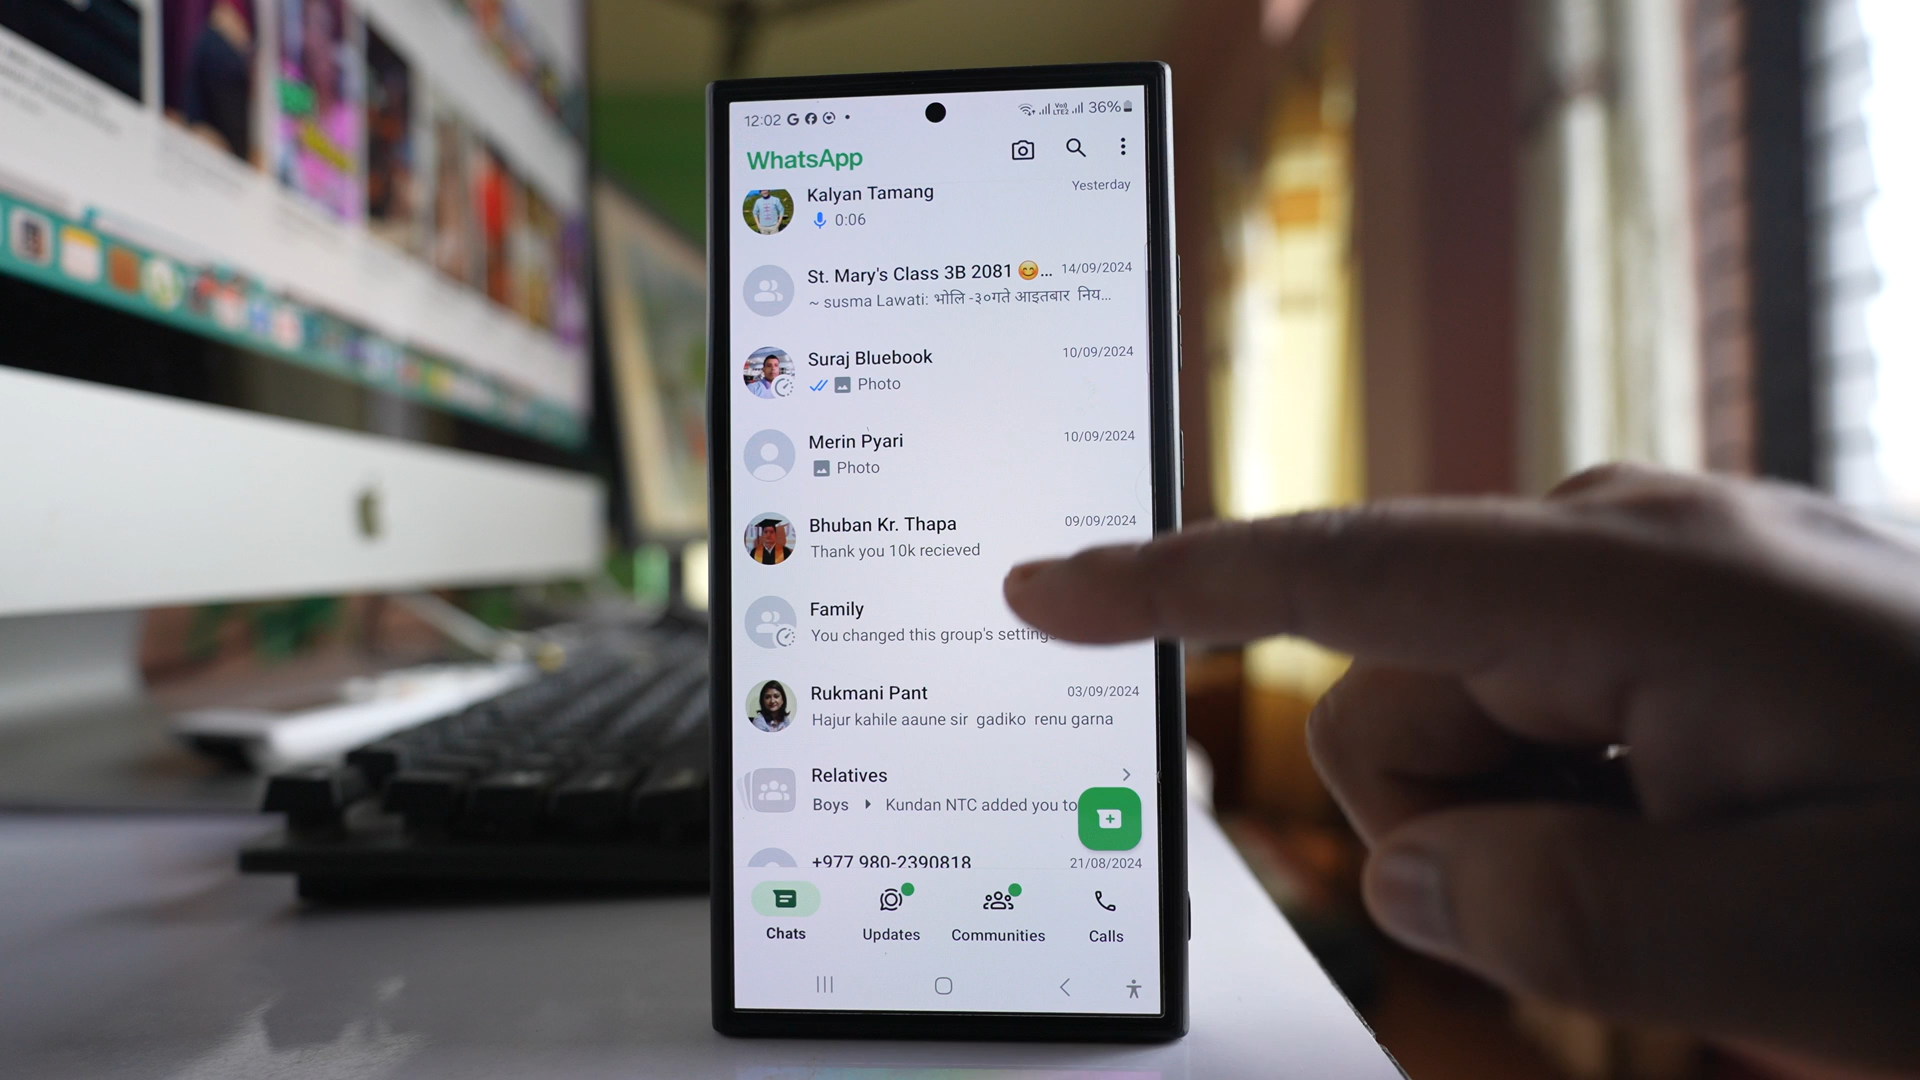 12:02 36%
WhatsApp
Kalyan Tamang Yesterday
0:06
St. Mary's Class 3B 2081 😊... 14/09/2024
~ susma Lawati: भोलि -३०गते आइतबार निय...
Suraj Bluebook 10/09/2024
Photo
Merin Pyari 10/09/2024
Photo
Bhuban Kr. Thapa 09/09/2024
Thank you 10k recieved
Family
You changed this group's settings
Rukmani Pant 03/09/2024
Hajur kahile aaune sir gadiko renu garna
Relatives
Boys Kundan NTC added you to
+977 980-2390818 21/08/2024
Chats Updates Communities Calls